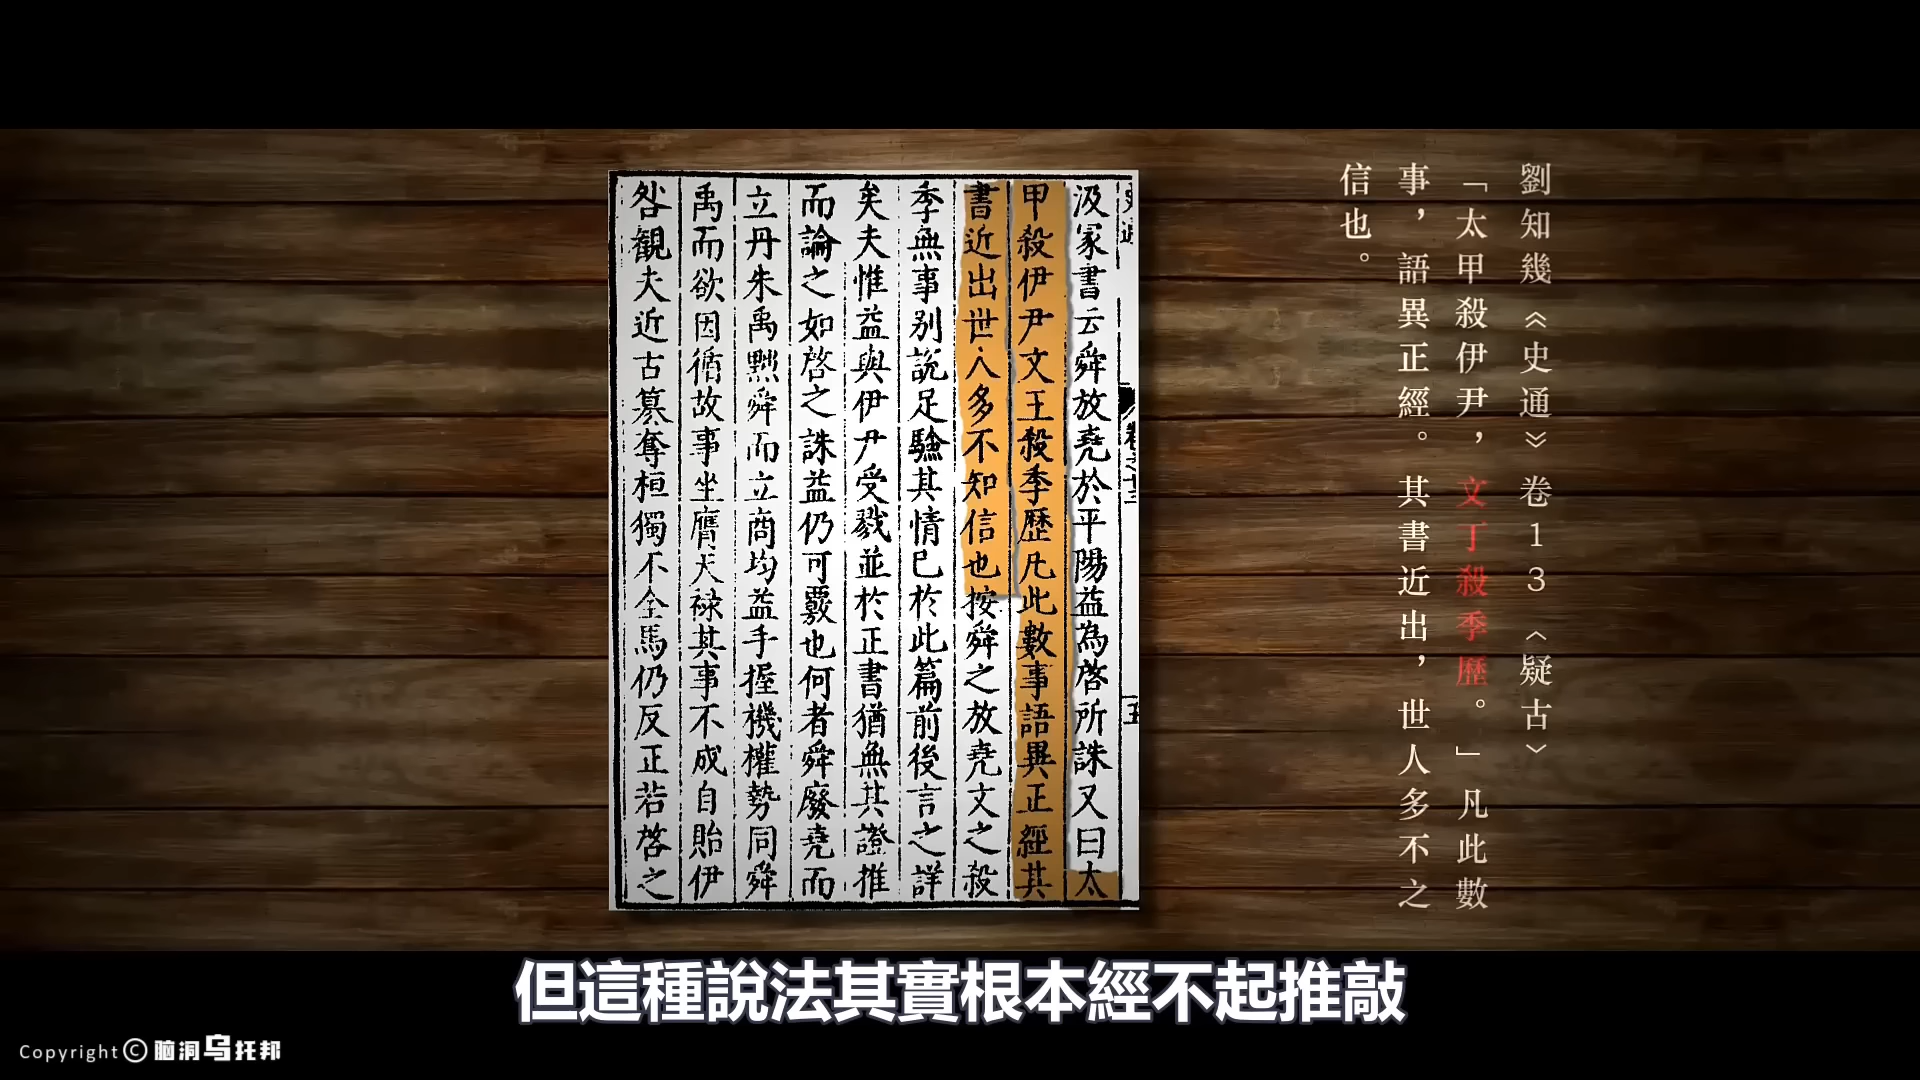 劉知幾《史通》卷13〈疑古〉
「太甲殺伊尹，文丁殺季歷。」凡此數
事，語異正經。其書近出，世人多不之
信也。
汲冢書云舜放堯於平陽益為啓所誅又曰太
甲殺伊尹文王殺季歷凡此數事語異正經其
書近出世人多不知信也按舜之放堯文之殺
季無事别說足驗其情已於此篇前後言之詳
矣夫惟益與伊尹受戮並於正書猶無其證推
而論之如啓之誅益仍可覆也何者舜廢堯而
立丹朱禹黜舜而立商均益手握機權勢同舜
禹而欲因循故事坐膺天祿其事不成自貽伊
咎觀夫近古簒奪桓獨不全馬仍反正若啓之
但這種說法其實根本經不起推敲
Copyright © 脑洞乌托邦